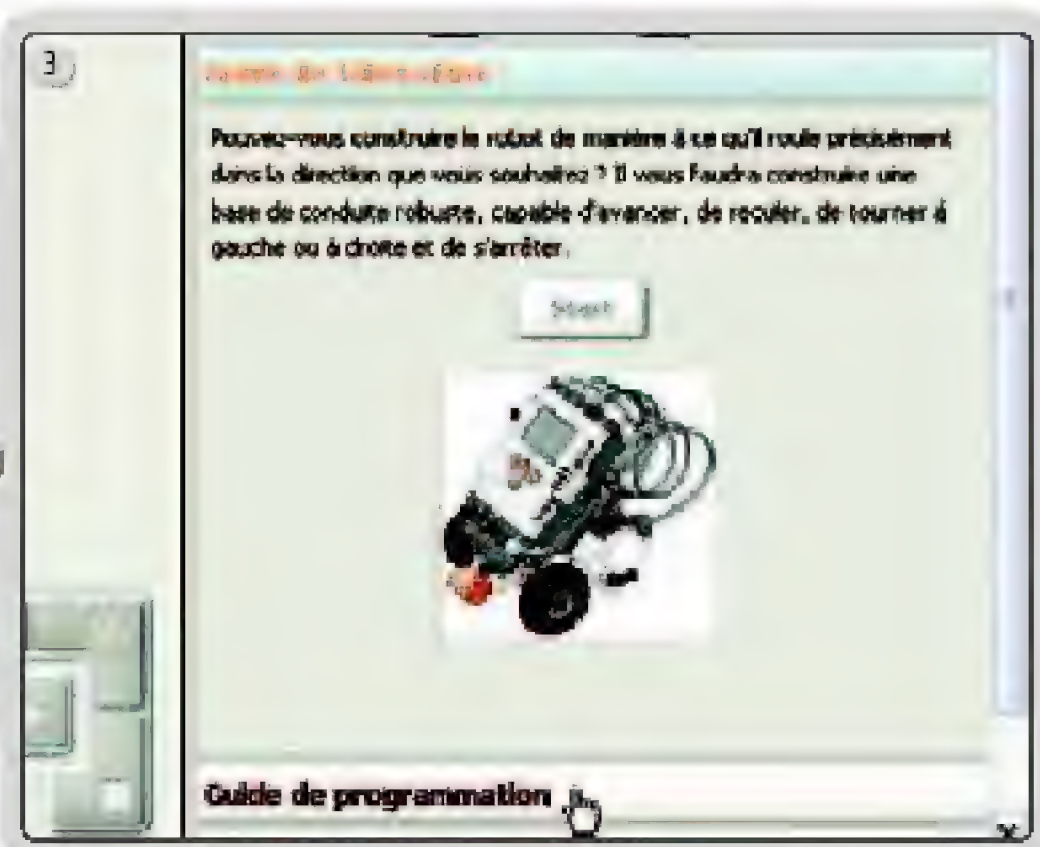 3
Pouvez-vous construire le robot de manière à ce qu'il roule précisément
dans la direction que vous souhaitez ? Il vous faudra construire une
base de conduite robuste, capable d'avancer, de reculer, de tourner à
gauche ou à droite et de s'arrêter.
Guide de programmation